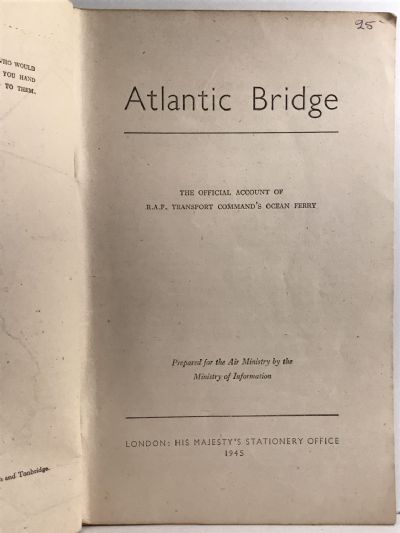 WHO WOULD
YOU HAND
TO THEM.
and Tonbridge.
25
Atlantic Bridge
THE OFFICIAL ACCOUNT OF
R.A.F. TRANSPORT COMMAND'S OCEAN FERRY
Prepared for the Air Ministry by the
Ministry of Information
LONDON: HIS MAJESTY'S STATIONERY OFFICE
1945